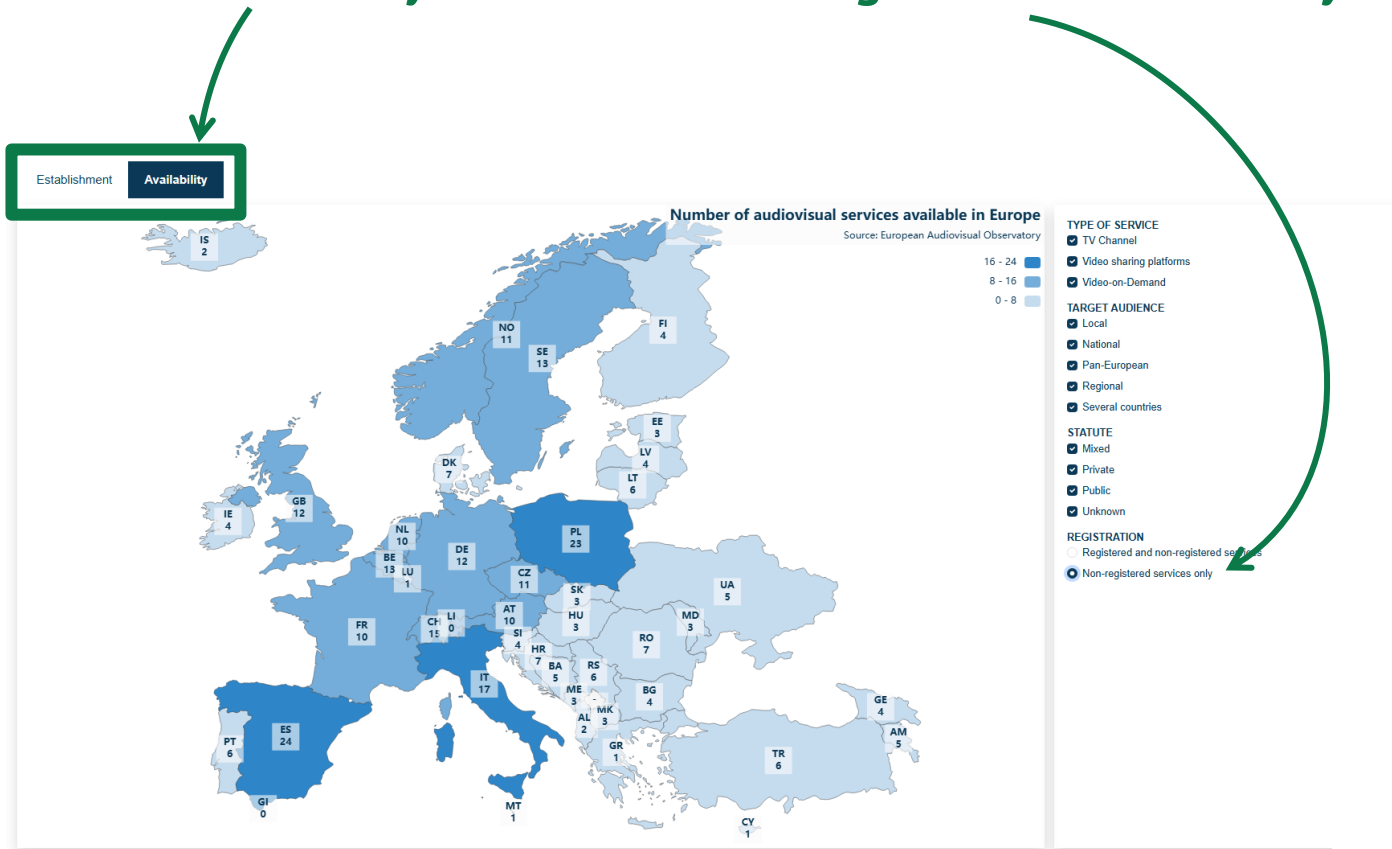 Establishment
Availability
Number of audiovisual services available in Europe
Source: European Audiovisual Observatory
16 - 24
8 - 16
0 - 8
IS
2
NO
11
SE
13
FI
4
EE
3
LV
4
LT
6
DK
7
GB
12
IE
4
NL
10
BE
13
LU
1
DE
12
PL
23
CZ
11
SK
3
UA
5
FR
10
CH
15
LI
0
AT
10
HU
3
MD
3
SI
4
HR
7
BA
5
RS
6
RO
7
IT
17
ME
3
-
MK
3
BG
4
AL
2
GR
1
GE
4
AM
5
TR
6
PT
6
ES
24
GI
0
MT
1
CY
1
TYPE OF SERVICE
TV Channel
Video sharing platforms
Video-on-Demand
TARGET AUDIENCE
Local
National
Pan-European
Regional
Several countries
STATUTE
Mixed
Private
Public
Unknown
REGISTRATION
Registered and non-registered services
Non-registered services only